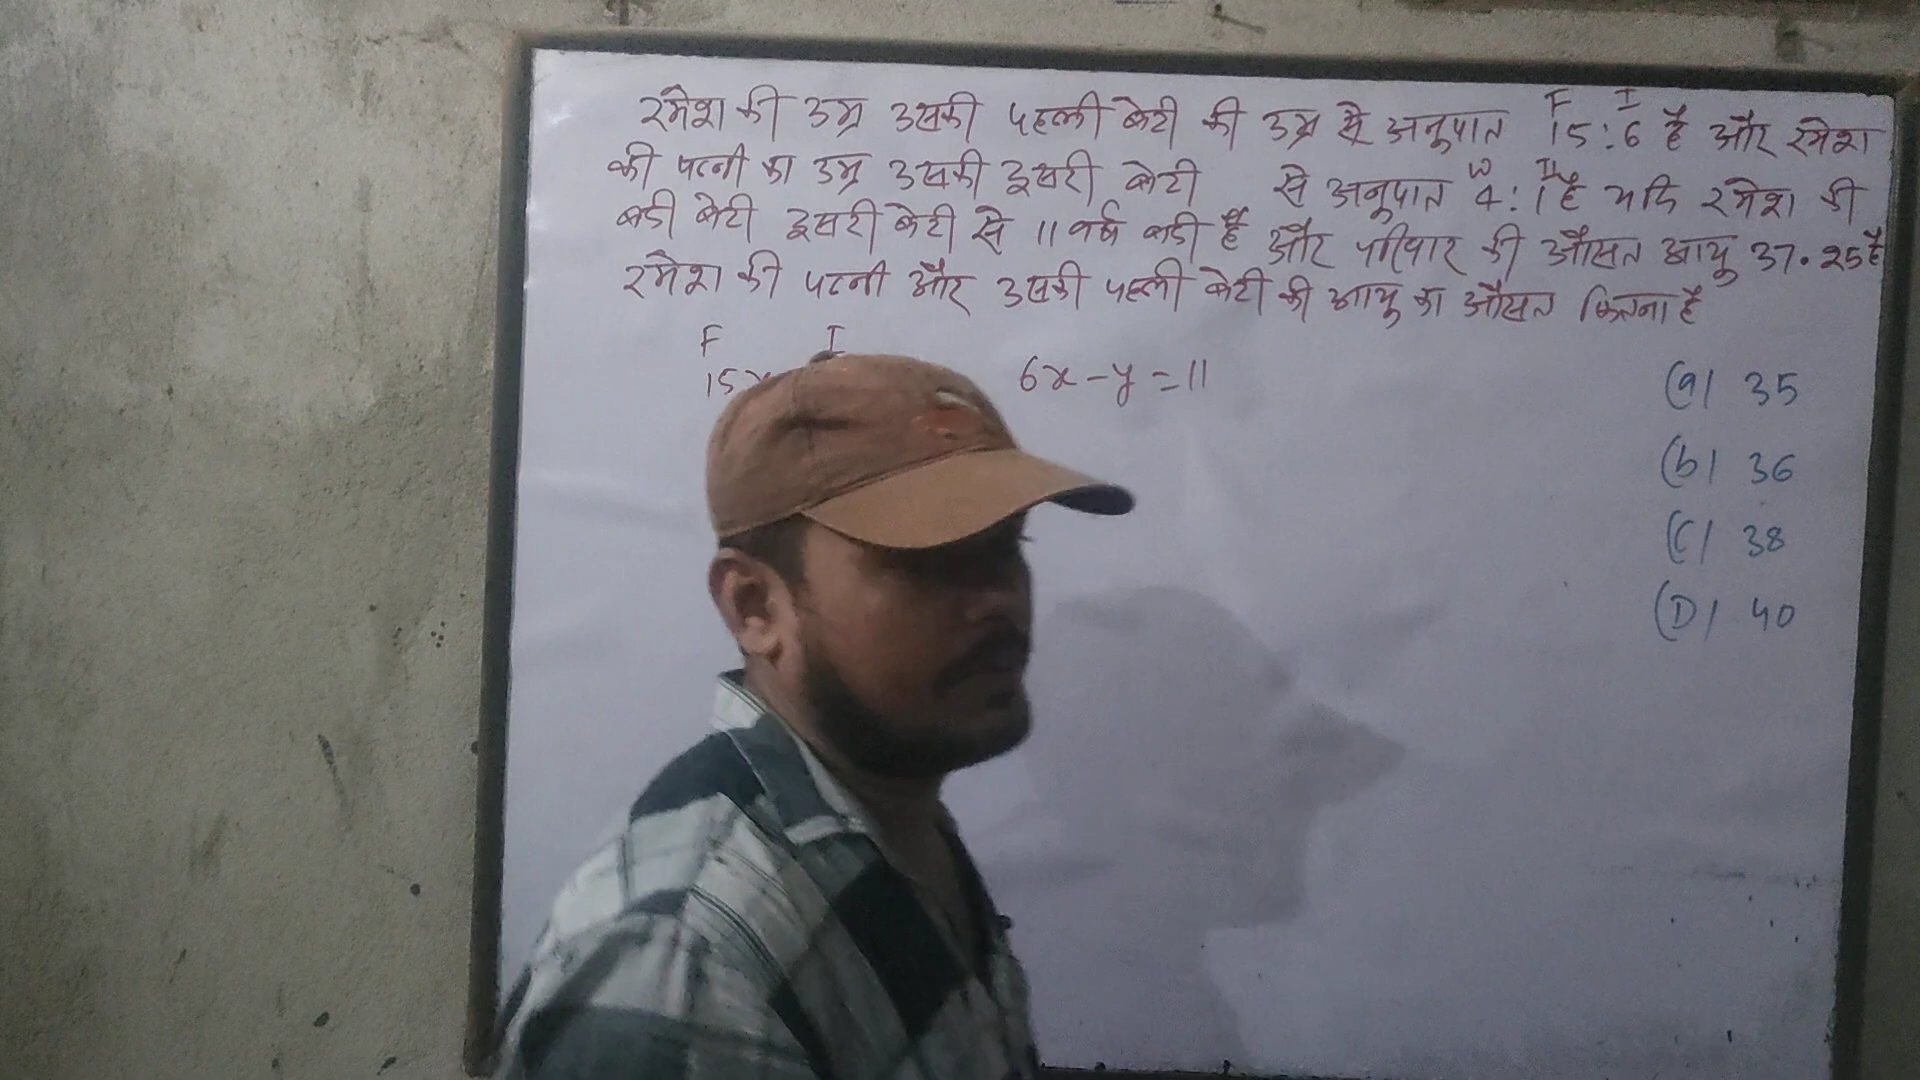 रमेश की उम्र उसकी पहली बेटी की उम्र से अनुपात 15:6 है और रमेश
F I
की पत्नी का उम्र उसकी दुसरी बेटी से अनुपात 4:1 है यदि रमेश की
W II
बडी बेटी दुसरी बेटी से 11 वर्ष बडी है और परिवार की औसत आयु 37.25 है
रमेश की पत्नी और उसकी पहली बेटी की आयु का औसत कितना है
F I
15x 6x-y=11
(a) 35
(b) 36
(C) 38
(D) 40